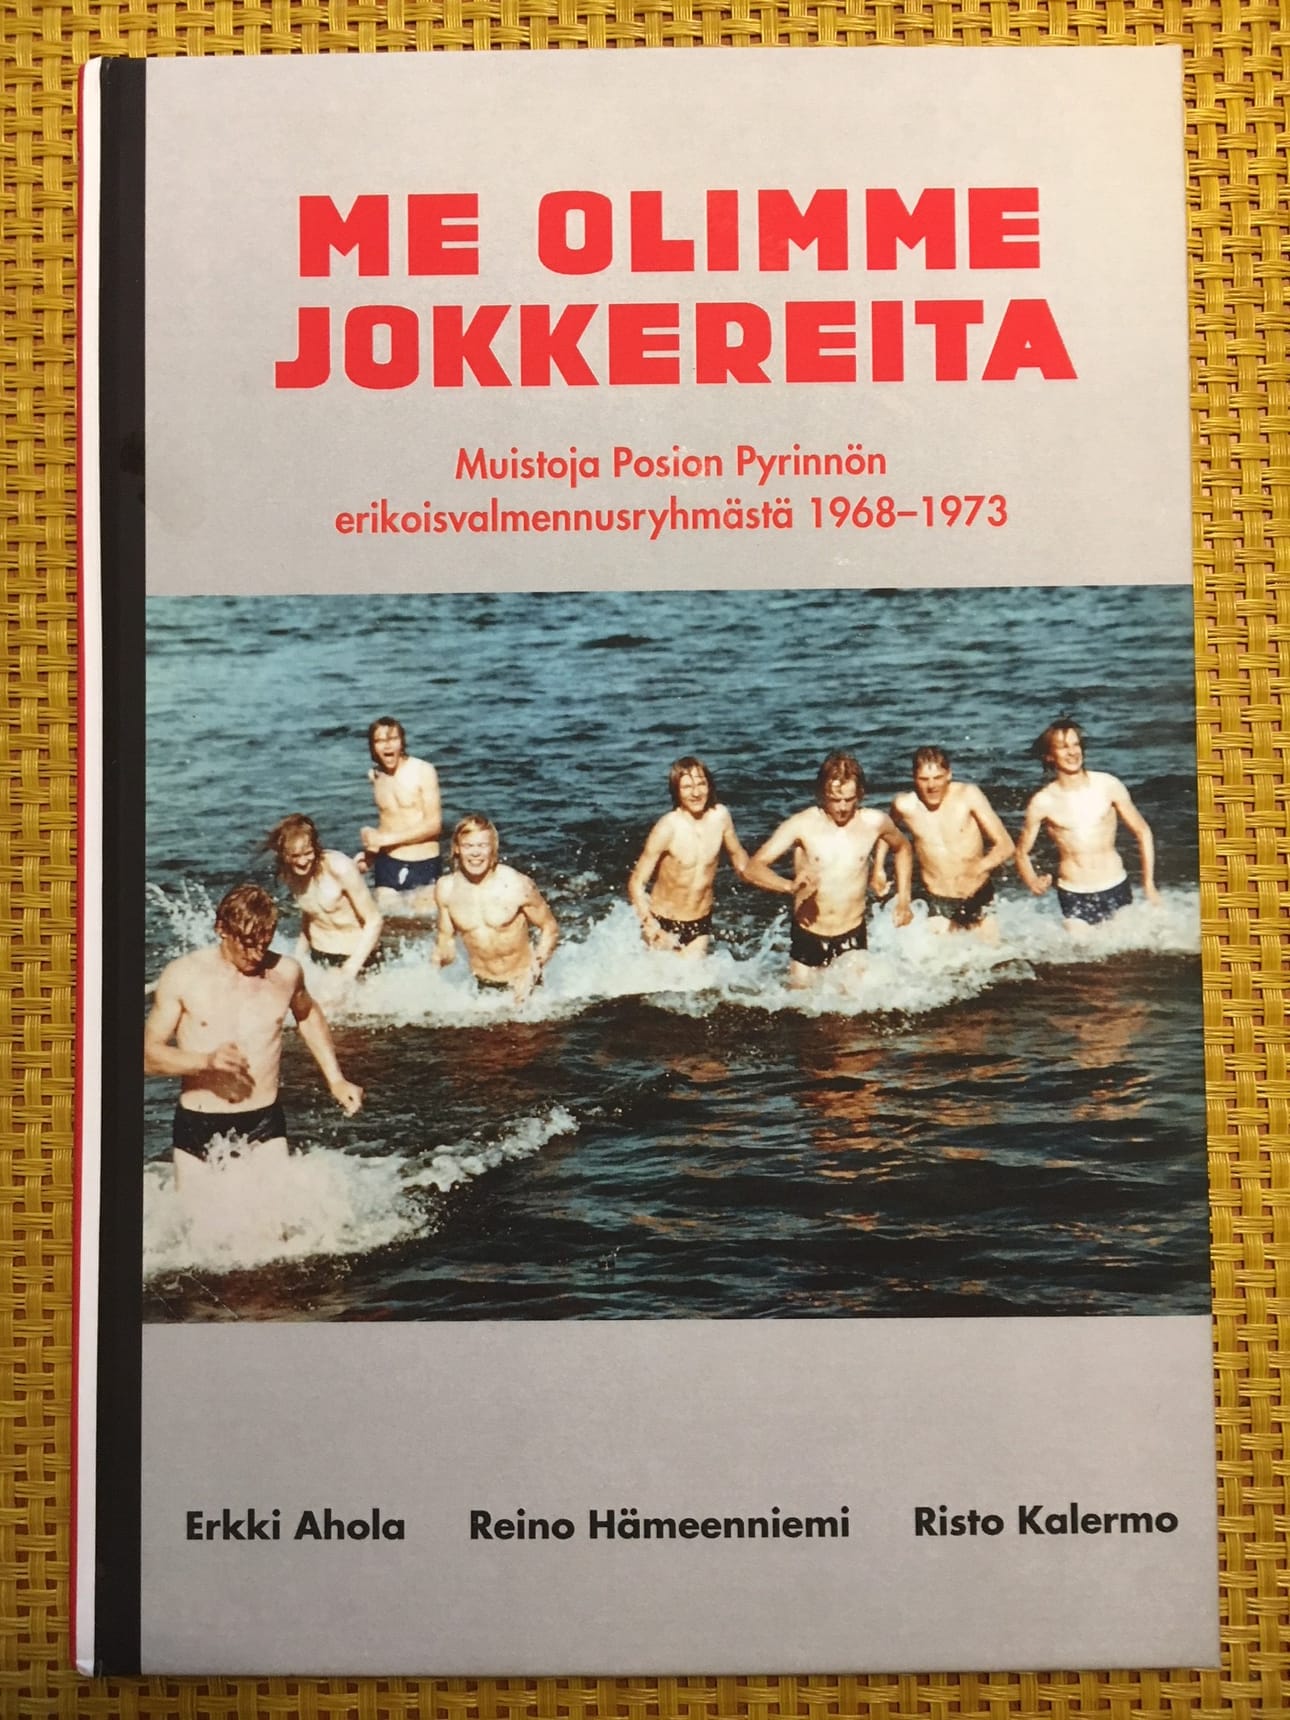 ME OLIMME
JOKKEREITA
Muistoja Posion Pyrinnön
erikoisvalmennusryhmästä 1968–1973
Erkki Ahola Reino Hämeenniemi Risto Kalermo